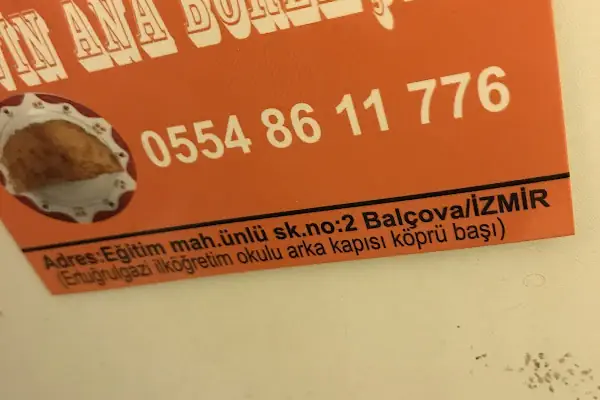 ANA
0554 86 11 776
Adres:Eğitim mah.ünlü sk.no:2 Balçova/İZMİR
(Ertuğrulgazi ilköğretim okulu arka kapısı köprü başı)